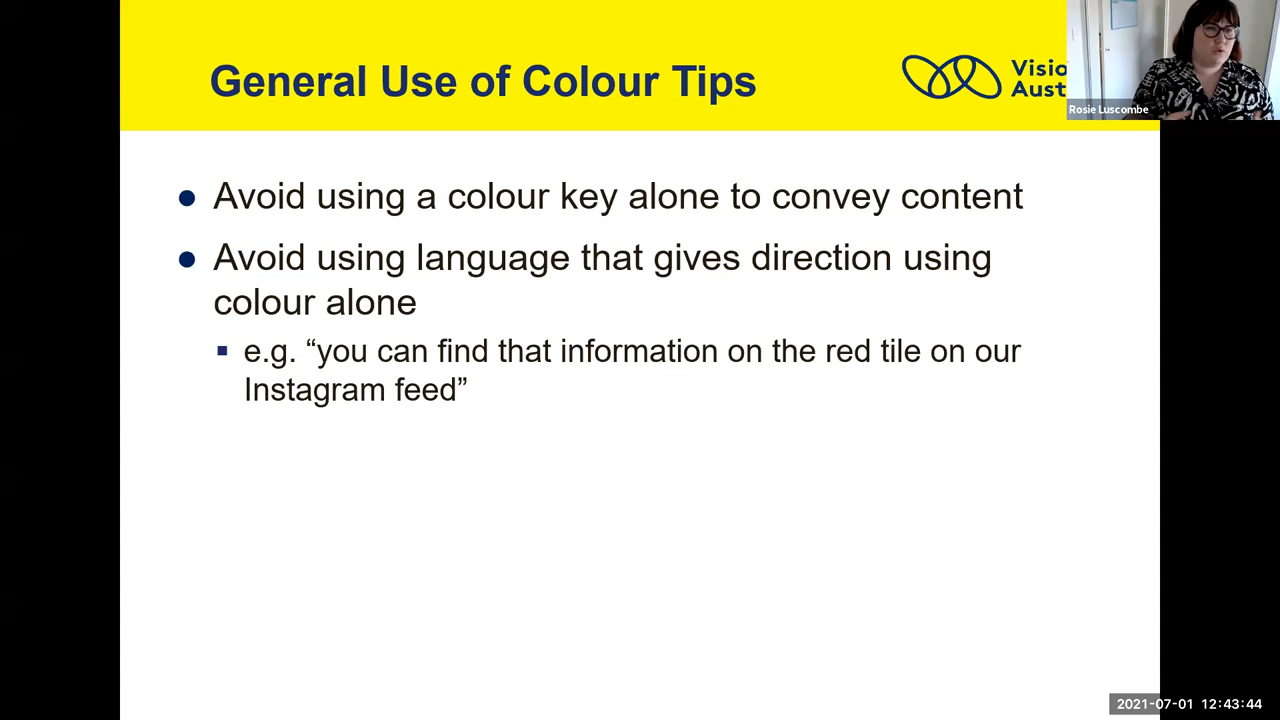 General Use of Colour Tips
Rosie Luscombe
● Avoid using a colour key alone to convey content
● Avoid using language that gives direction using
colour alone
▪ e.g. “you can find that information on the red tile on our
Instagram feed”
2021-07-01 12:43:44